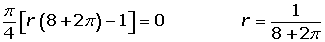 π/4 [r(8+2π)−1]=0    r = 1/(8+2π)